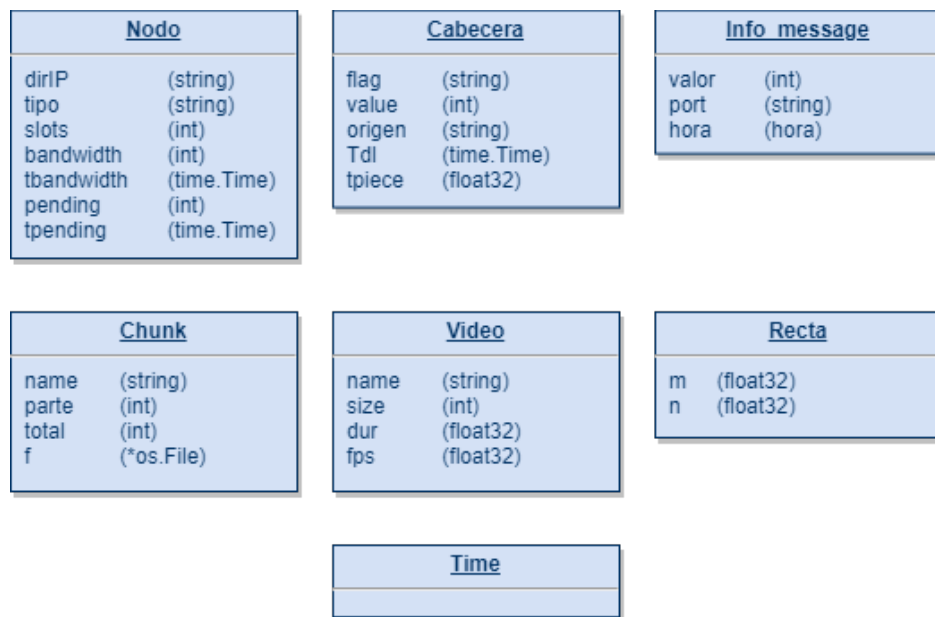 Nodo
dirIP (string)
tipo (string)
slots (int)
bandwidth (int)
tbandwidth (time.Time)
pending (int)
tpending (time.Time)
Cabecera
flag (string)
value (int)
origen (string)
Tdl (time.Time)
tpiece (float32)
Info_message
valor (int)
port (string)
hora (hora)
Chunk
name (string)
parte (int)
total (int)
f (*os.File)
Video
name (string)
size (int)
dur (float32)
fps (float32)
Recta
m (float32)
n (float32)
Time